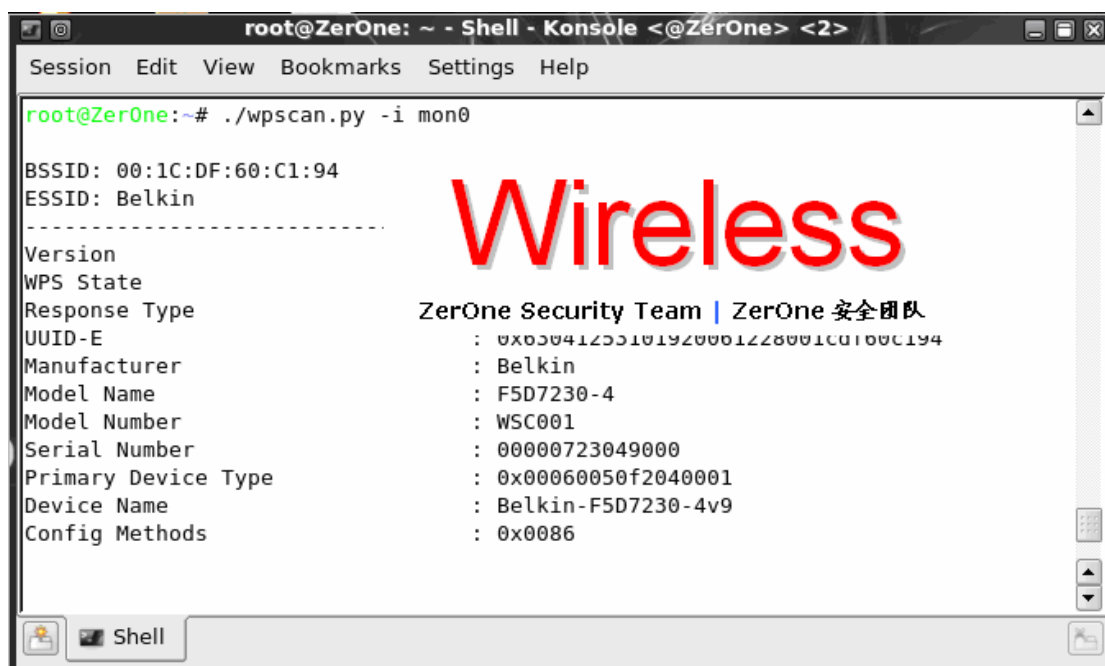 root@ZerOne: ~ - Shell - Konsole <@ZerOne> <2>
Session Edit View Bookmarks Settings Help
root@ZerOne:~# ./wpscan.py -i mon0
BSSID: 00:1C:DF:60:C1:94
ESSID: Belkin
Wireless
Version
WPS State
Response Type
ZerOne Security Team | ZerOne 安全团队
UUID-E : 0x63041253101920061228001cdf60c194
Manufacturer : Belkin
Model Name : F5D7230-4
Model Number : WSC001
Serial Number : 00000723049000
Primary Device Type : 0x00060050f2040001
Device Name : Belkin-F5D7230-4v9
Config Methods : 0x0086
Shell